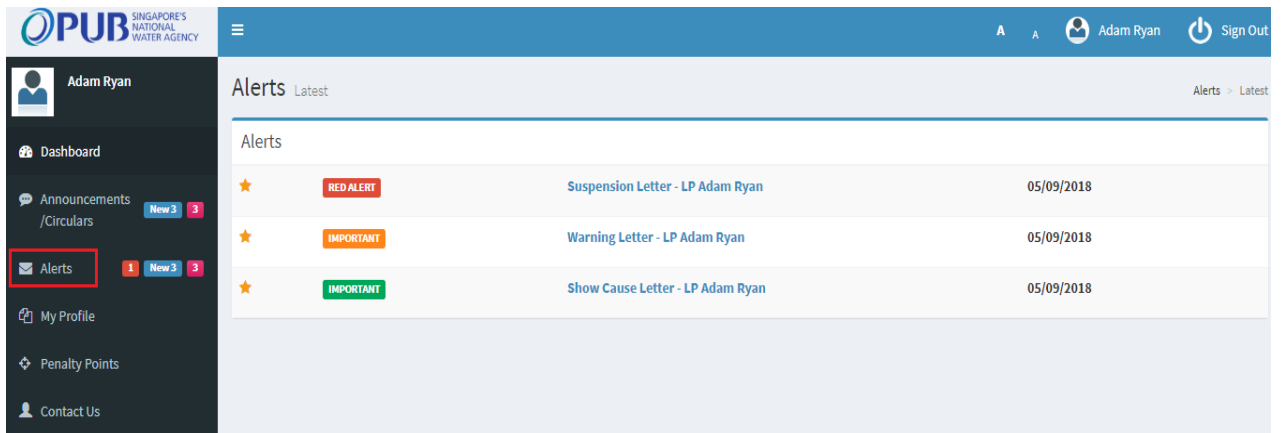 PUB SINGAPORE'S
NATIONAL
WATER AGENCY
A A Adam Ryan Sign Out
Adam Ryan
Dashboard
Announcements
/Circulars New 3 3
Alerts 1 New 3 3
My Profile
Penalty Points
Contact Us
Alerts Latest
Alerts > Latest
Alerts
RED ALERT Suspension Letter - LP Adam Ryan 05/09/2018
IMPORTANT Warning Letter - LP Adam Ryan 05/09/2018
IMPORTANT Show Cause Letter - LP Adam Ryan 05/09/2018